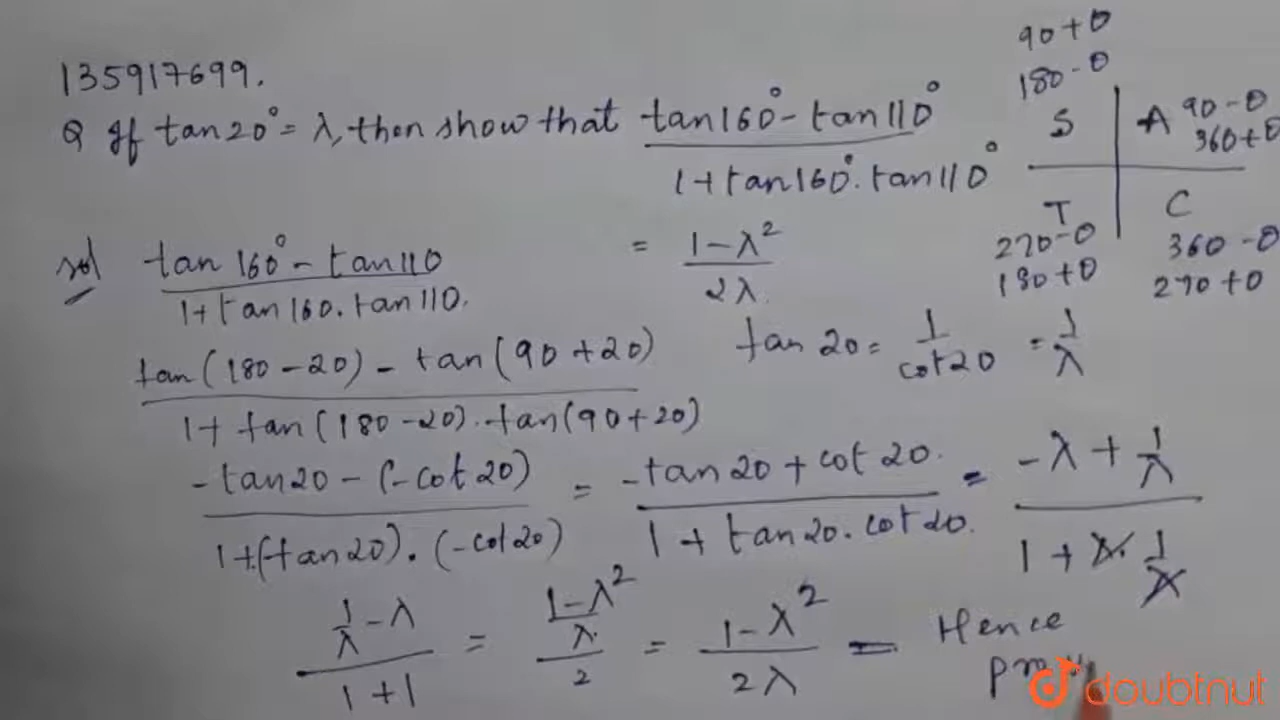 135917699.
Q If tan20° = λ, then show that tan160° - tan110° / 1 + tan160°. tan110°
= 1-λ² / 2λ.
90+θ
180-θ
S A 90-θ
360+θ
T C
270-θ 360-θ
180+θ 270+θ
sol tan 160° - tan110 / 1+ tan160. tan110.
tan(180-20) - tan(90+20) / 1+ tan(180-20). tan(90+20)
tan 20 = 1 / cot20 = 1/λ
-tan20 - (-cot20) / 1+(-tan20). (-cot20) = -tan20 + cot 20. / 1 + tan20. cot20. = -λ + 1/λ / 1 + λ. 1/λ
1/λ - λ / 1+1 = 1-λ² / λ. / 2 = 1-λ² / 2λ — Hence
doubtnut